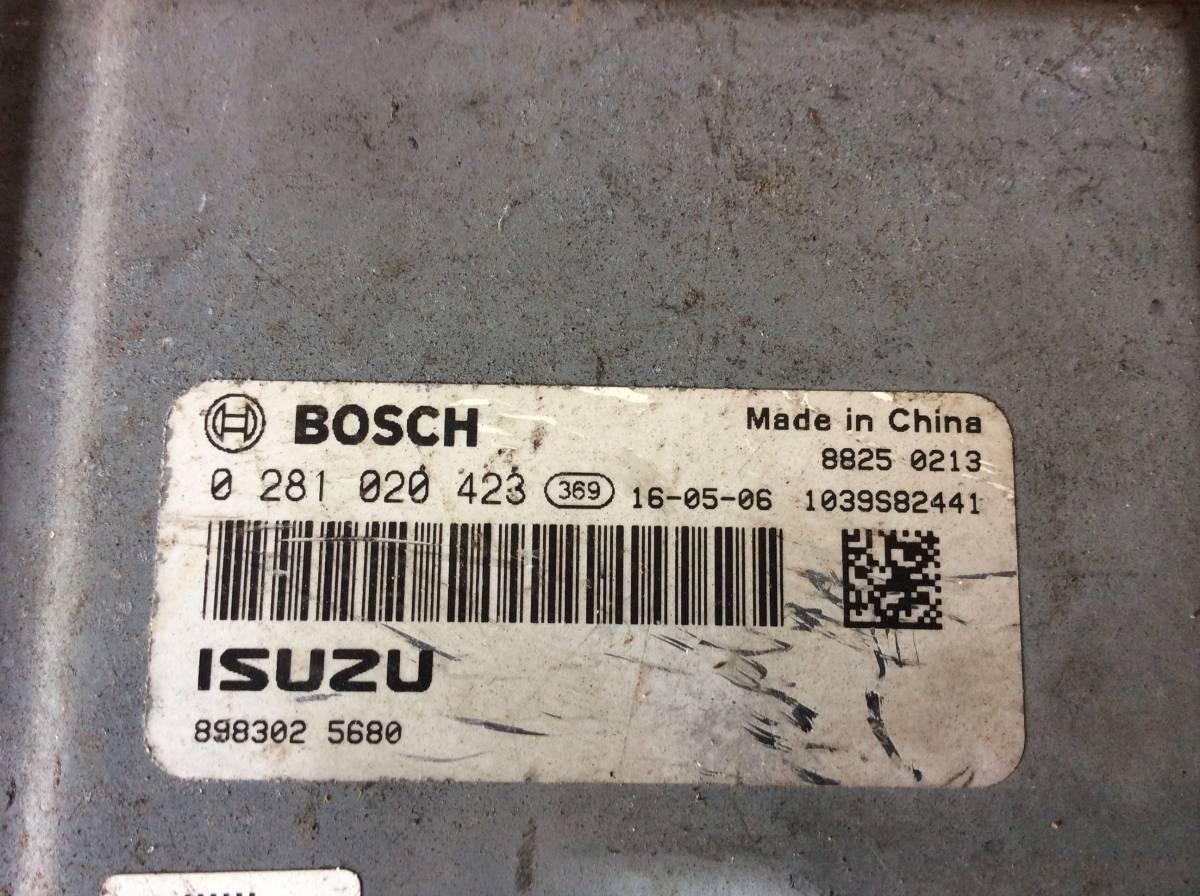 BOSCH Made in China
8825 0213
0 281 020 423 369 16-05-06 1039S82441
ISUZU
898302 5680